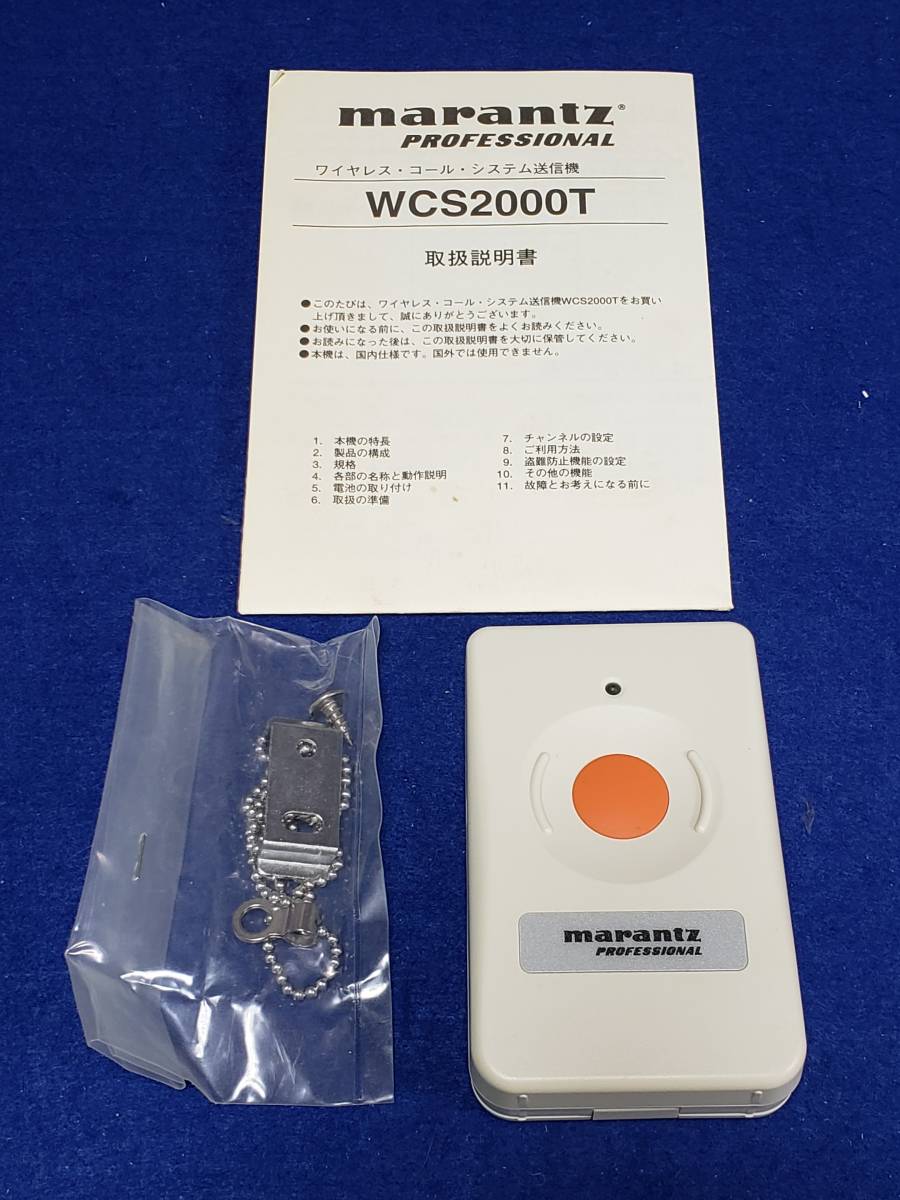 marantz®
PROFESSIONAL
ワイヤレス・コール・システム送信機
WCS2000T
取扱説明書
●このたびは、ワイヤレス・コール・システム送信機WCS2000Tをお買い
上げ頂きまして、誠にありがとうございます。
●お使いになる前に、この取扱説明書をよくお読みください。
●お読みになった後は、この取扱説明書を大切に保管してください。
●本機は、国内仕様です。国外では使用できません。
1. 本機の特長
2. 製品の構成
3. 規格
4. 各部の名称と動作説明
5. 電池の取り付け
6. 取扱の準備
7. チャンネルの設定
8. ご利用方法
9. 盗難防止機能の設定
10. その他の機能
11. 故障とお考えになる前に
marantz
PROFESSIONAL